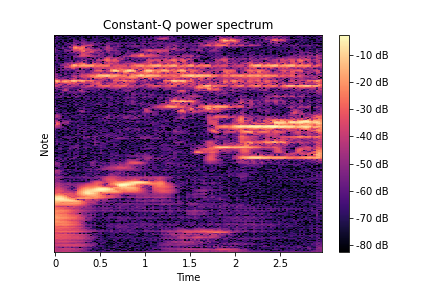 Constant-Q power spectrum
Note
0
0.5
1
1.5
2
2.5
Time
-10 dB
-20 dB
-30 dB
-40 dB
-50 dB
-60 dB
-70 dB
-80 dB